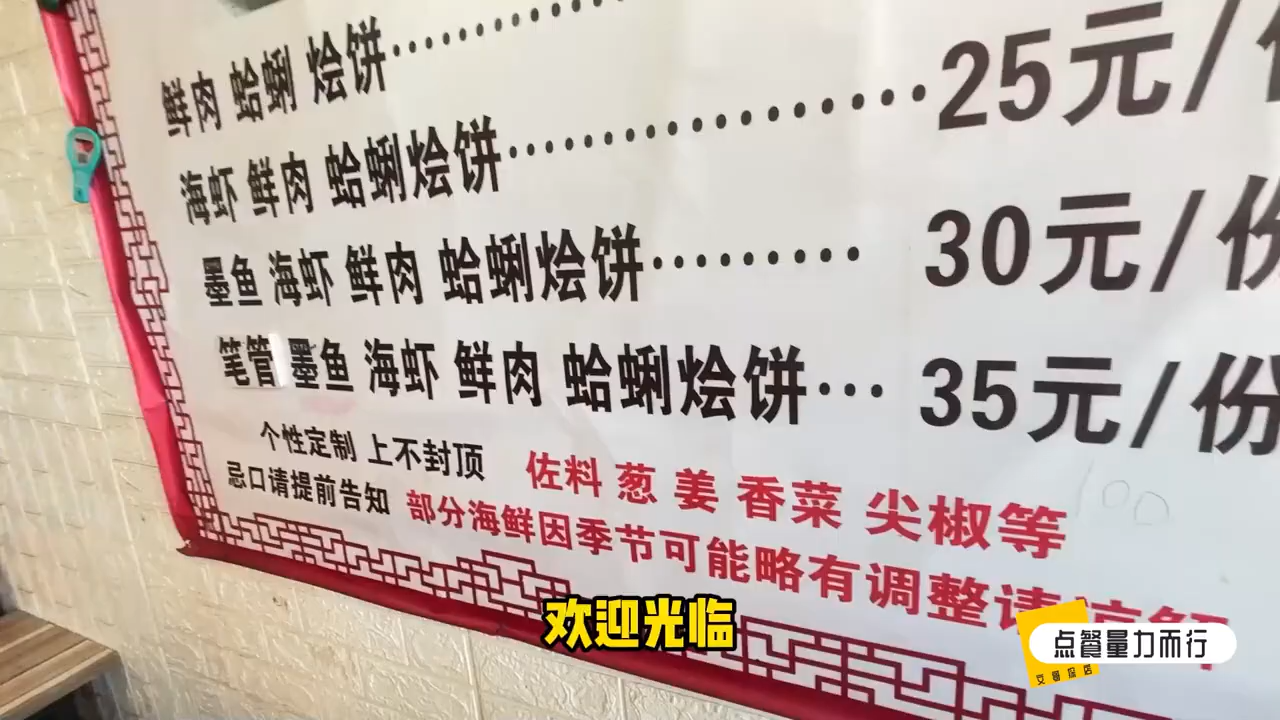 鲜肉 蛤蜊 烩饼
海虾 鲜肉 蛤蜊烩饼 25元/份
墨鱼 海虾 鲜肉 蛤蜊烩饼 30元/份
笔管 墨鱼 海虾 鲜肉 蛤蜊烩饼 35元/份
个性定制 上不封顶
忌口请提前告知
佐料 葱 姜 香菜 尖椒等
部分海鲜因季节可能略有调整请谅解
100
欢迎光临
点餐量力而行